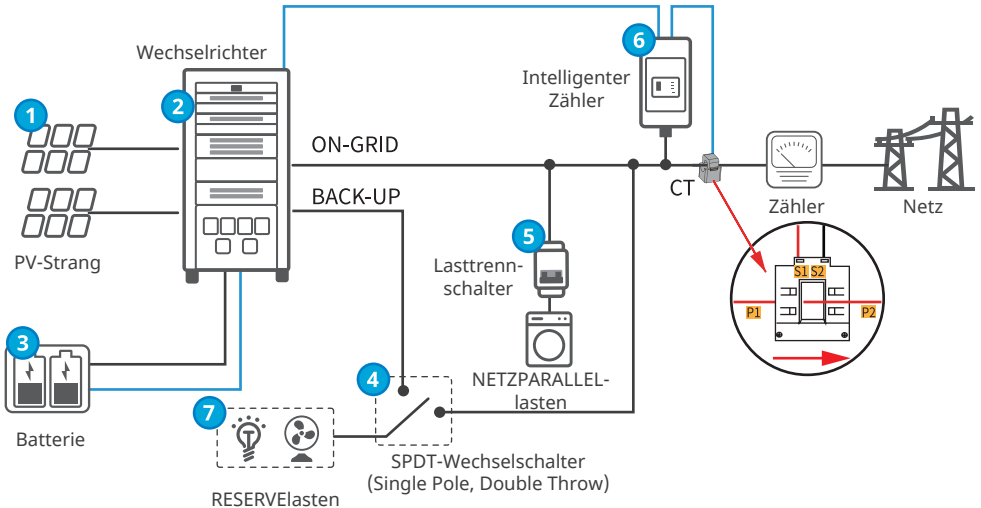 Wechselrichter
6
Intelligenter
Zähler
1
2
ON-GRID
CT
BACK-UP
Zähler
Netz
5
PV-Strang
Lasttrenn-
schalter
S1 S2
P1
P2
3
4
NETZPARALLEL-
lasten
7
Batterie
SPDT-Wechselschalter
(Single Pole, Double Throw)
RESERVElasten